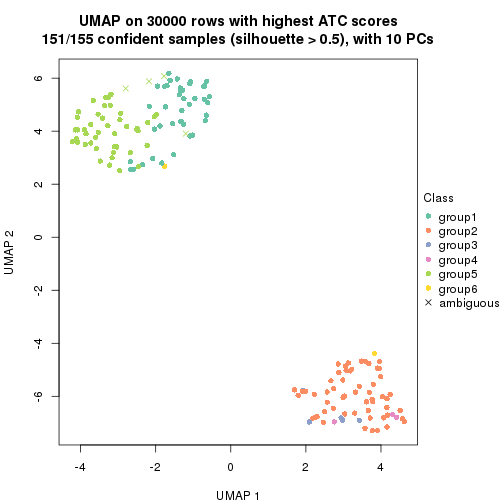 UMAP on 30000 rows with highest ATC scores
151/155 confident samples (silhouette > 0.5), with 10 PCs
6
4
2
0
-2
-4
-6
UMAP 2
-4
-2
0
2
4
UMAP 1
Class
group1
group2
group3
group4
group5
group6
ambiguous